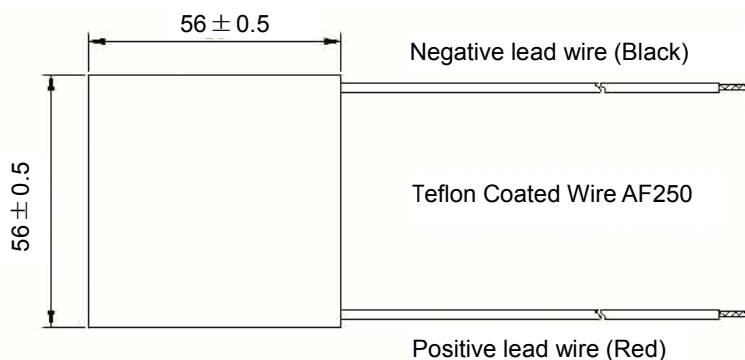 56 ± 0.5
Negative lead wire (Black)
56 ± 0.5
Teflon Coated Wire AF250
Positive lead wire (Red)